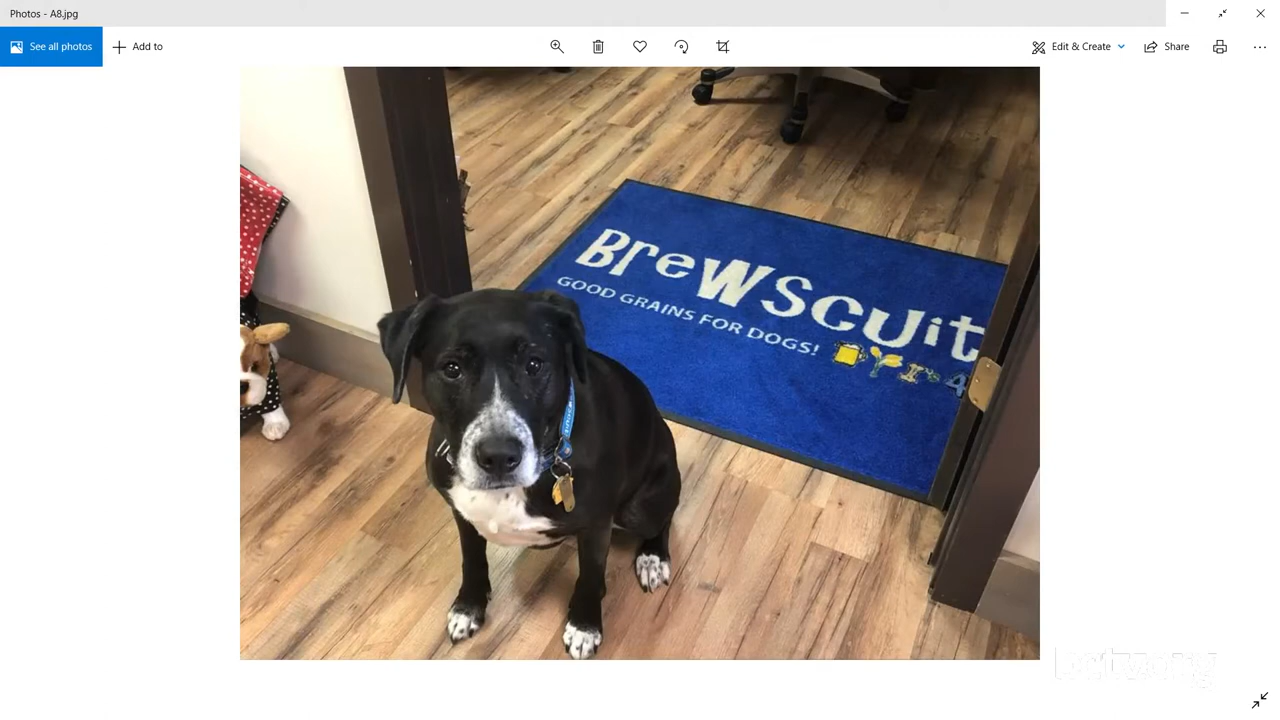 Photos - A8.jpg
See all photos
Add to
Edit & Create
Share
BrewScuit
GOOD GRAINS FOR DOGS!